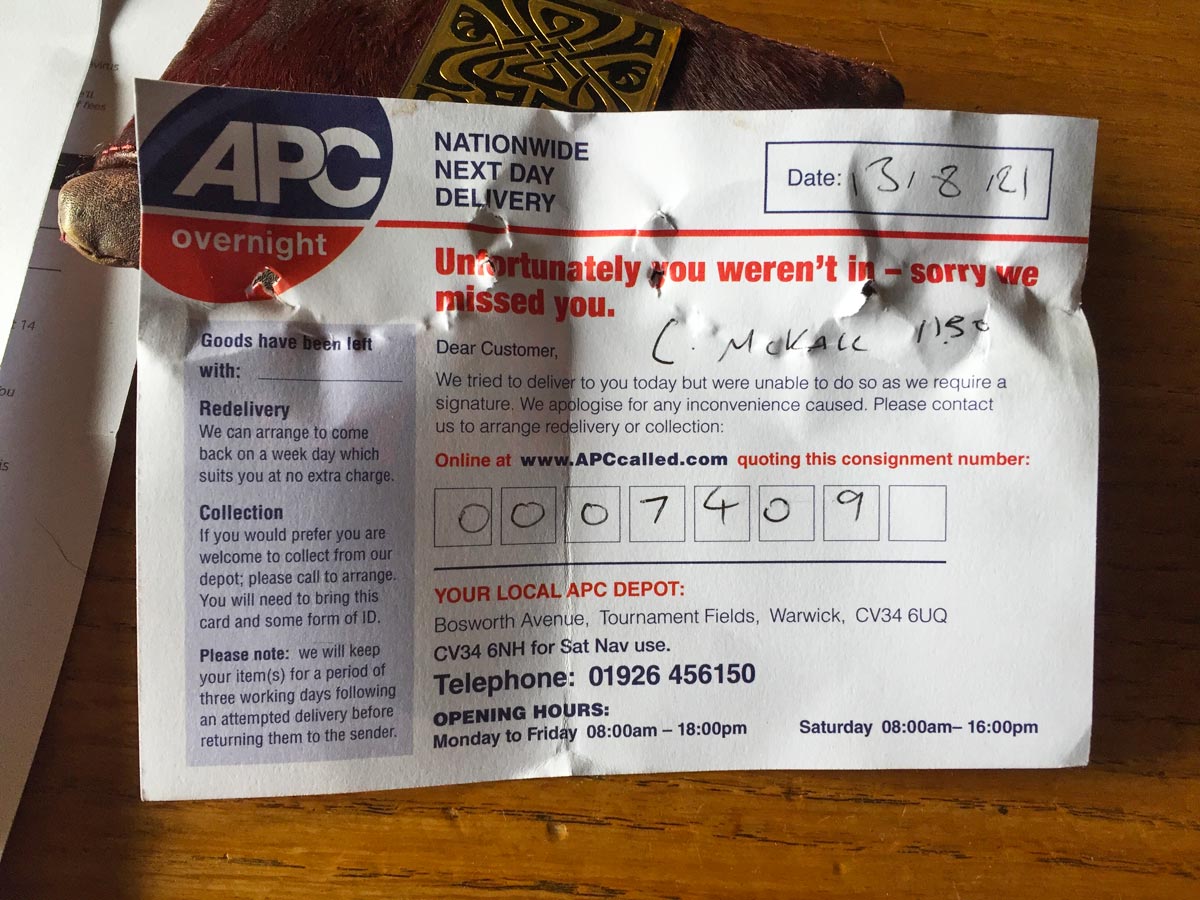 APC
overnight
NATIONWIDE
NEXT DAY
DELIVERY
Date: 13/8/21
Unfortunately you weren't in – sorry we
missed you.
Goods have been left
with:
Redelivery
We can arrange to come
back on a week day which
suits you at no extra charge.
Collection
If you would prefer you are
welcome to collect from our
depot; please call to arrange.
You will need to bring this
card and some form of ID.
Please note: we will keep
your item(s) for a period of
three working days following
an attempted delivery before
returning them to the sender.
C. McKall 1150
Dear Customer,
We tried to deliver to you today but were unable to do so as we require a
signature. We apologise for any inconvenience caused. Please contact
us to arrange redelivery or collection:
Online at www.APCcalled.com quoting this consignment number:
0 0 0 7 4 0 9
YOUR LOCAL APC DEPOT:
Bosworth Avenue, Tournament Fields, Warwick, CV34 6UQ
CV34 6NH for Sat Nav use.
Telephone: 01926 456150
OPENING HOURS:
Monday to Friday 08:00am – 18:00pm Saturday 08:00am– 16:00pm
14